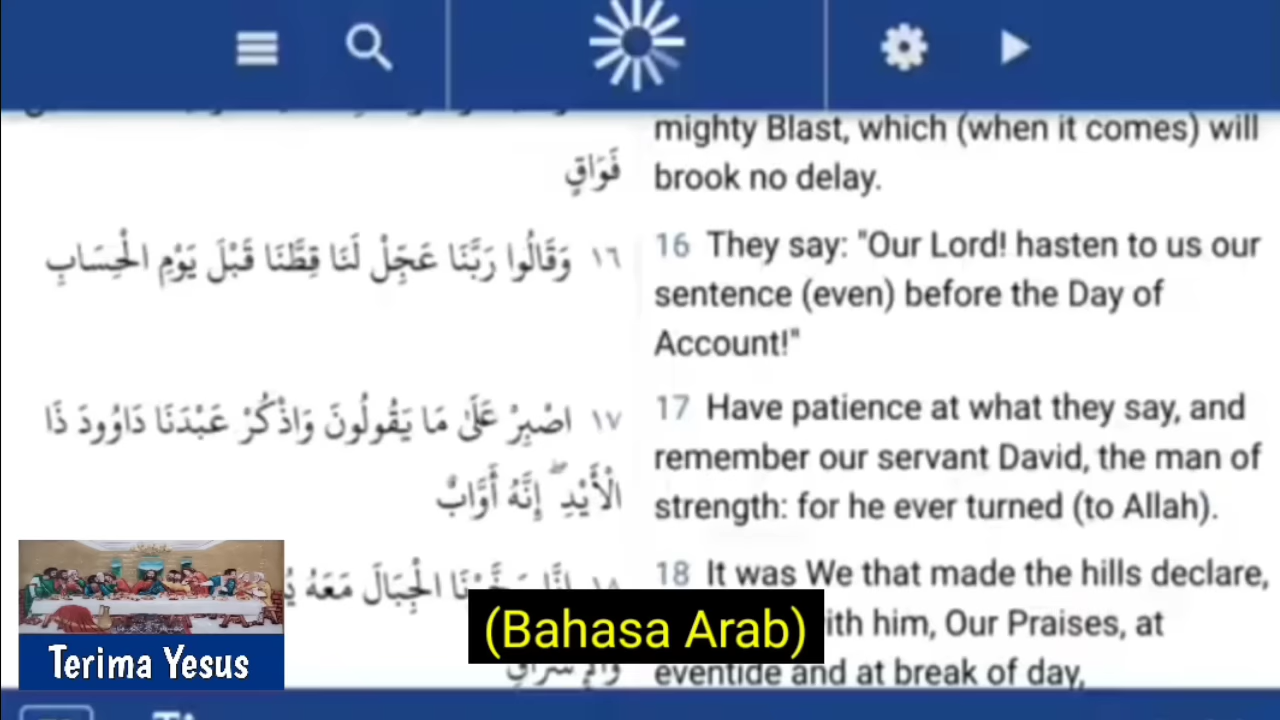 فَوَاقٍ
١٦ وَقَالُوا رَبَّنَا عَجِّلْ لَنَا قِطَّنَا قَبْلَ يَوْمِ الْحِسَابِ
١٧ اصْبِرْ عَلَىٰ مَا يَقُولُونَ وَاذْكُرْ عَبْدَنَا دَاوُودَ ذَا
الْأَيْدِ ۖ إِنَّهُ أَوَّابٌ
الْجِبَالَ مَعَهُ
mighty Blast, which (when it comes) will
brook no delay.
16 They say: "Our Lord! hasten to us our
sentence (even) before the Day of
Account!"
17 Have patience at what they say, and
remember our servant David, the man of
strength: for he ever turned (to Allah).
18 It was We that made the hills declare,
with him, Our Praises, at
eventide and at break of day,
(Bahasa Arab)
Terima Yesus